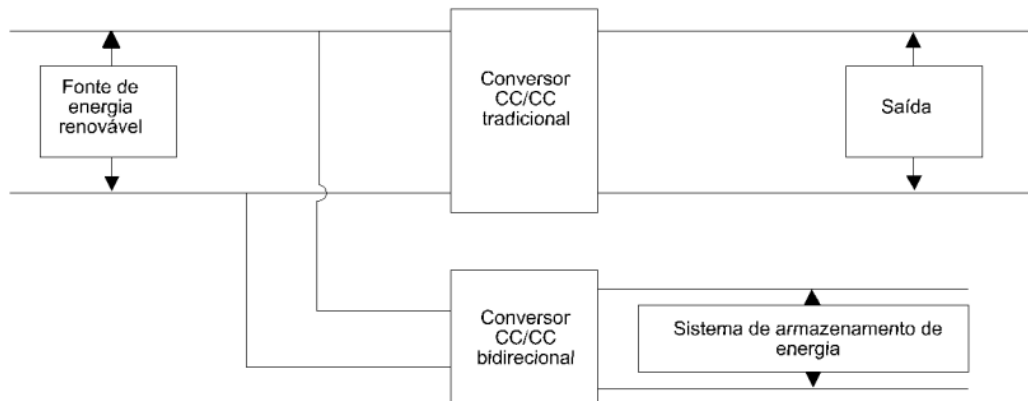 Fonte de
energia
renovável
Conversor
CC/CC
tradicional
Saída
Conversor
CC/CC
bidirecional
Sistema de armazenamento de
energia